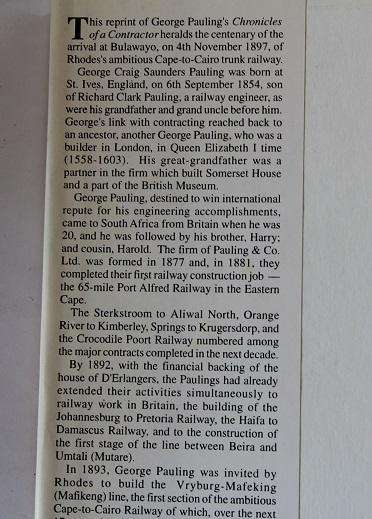 This reprint of George Pauling's Chronicles
of a Contractor heralds the centenary of the
arrival at Bulawayo, on 4th November 1897, of
Rhodes's ambitious Cape-to-Cairo trunk railway.
George Craig Saunders Pauling was born at
St. Ives, England, on 6th September 1854, son
of Richard Clark Pauling, a railway engineer, as
were his grandfather and grand uncle before him.
George's link with contracting reached back to
an ancestor, another George Pauling, who was a
builder in London, in Queen Elizabeth I time
(1558-1603). His great-grandfather was a
partner in the firm which built Somerset House
and a part of the British Museum.
George Pauling, destined to win international
repute for his engineering accomplishments,
came to South Africa from Britain when he was
20, and he was followed by his brother, Harry;
and cousin, Harold. The firm of Pauling & Co
Ltd. was formed in 1877 and, in 1881, they
completed their first railway construction job —
the 65-mile Port Alfred Railway in the Eastern
Cape.
The Sterkstroom to Aliwal North, Orange
River to Kimberley, Springs to Krugersdorp, and
the Crocodile Poort Railway numbered among
the major contracts completed in the next decade.
By 1892, with the financial backing of the
house of D'Erlangers, the Paulings had already
extended their activities simultaneously to
railway work in Britain, the building of the
Johannesburg to Pretoria Railway, the Haifa to
Damascus Railway, and to the construction of
the first stage of the line between Beira and
Umtali (Mutare).
In 1893, George Pauling was invited by
Rhodes to build the Vryburg-Mafeking
(Mafikeng) line, the first section of the ambitious
Cape-to-Cairo Railway of which, over the next